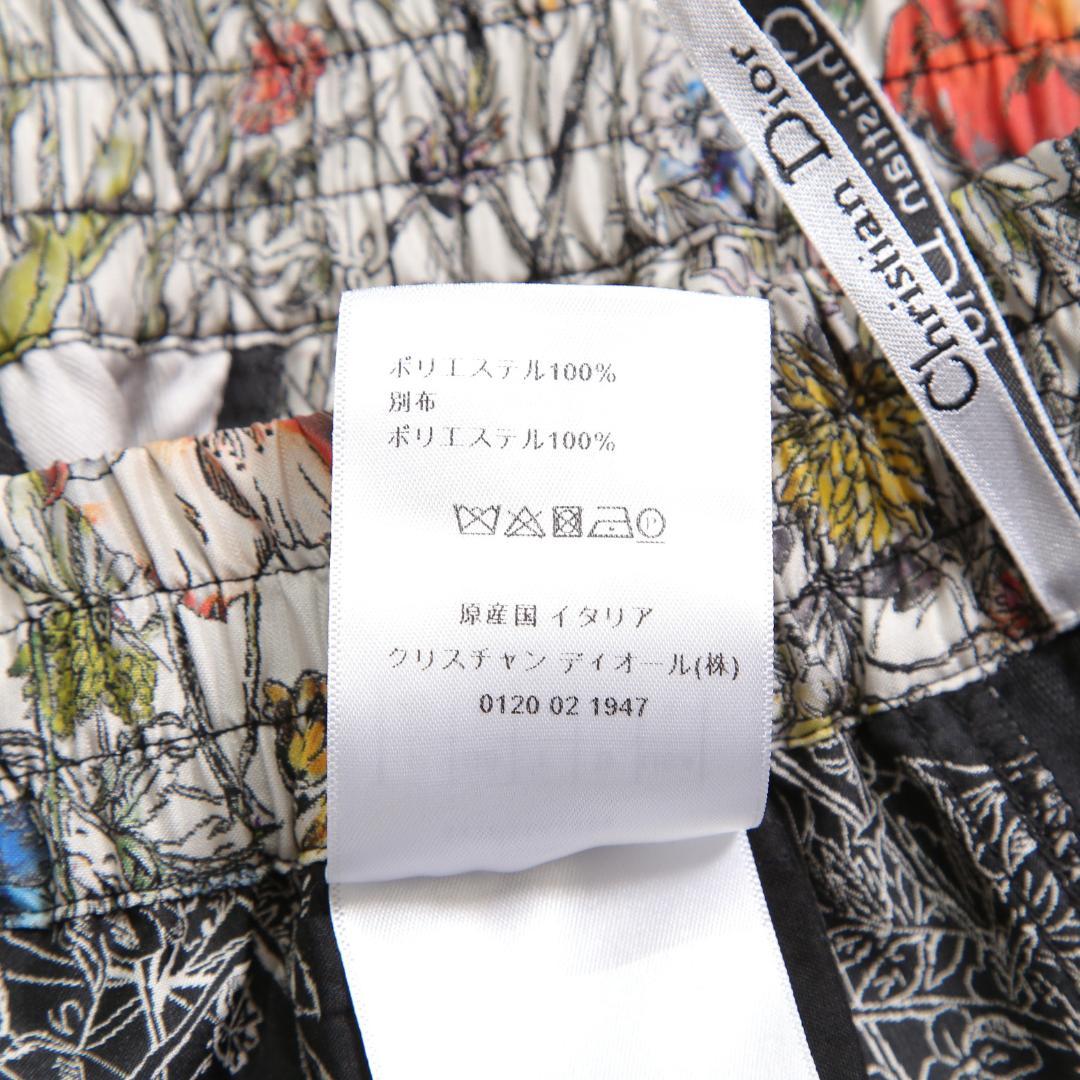 Christian Dior
Christian Dior
ポリエステル100%
別布
ポリエステル100%
P
原産国 イタリア
クリスチャン ディオール(株)
0120 02 1947